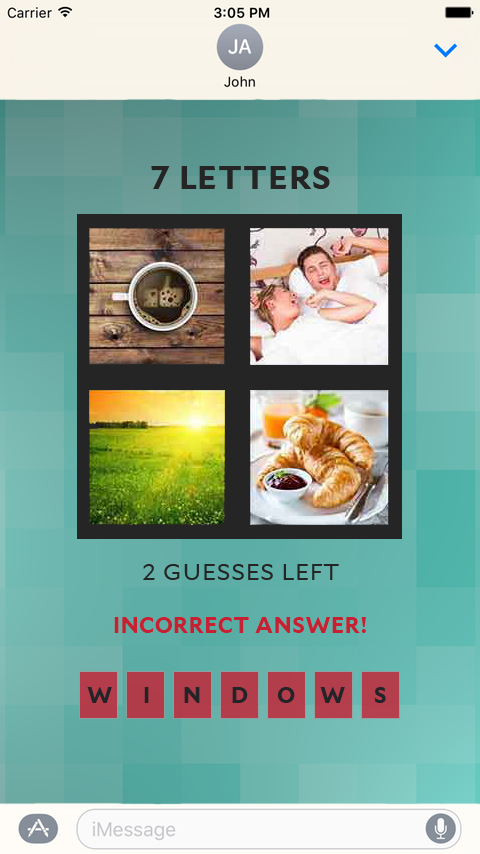 Carrier 3:05 PM
JA
John
7 LETTERS
2 GUESSES LEFT
INCORRECT ANSWER!
W I N D O W S
iMessage